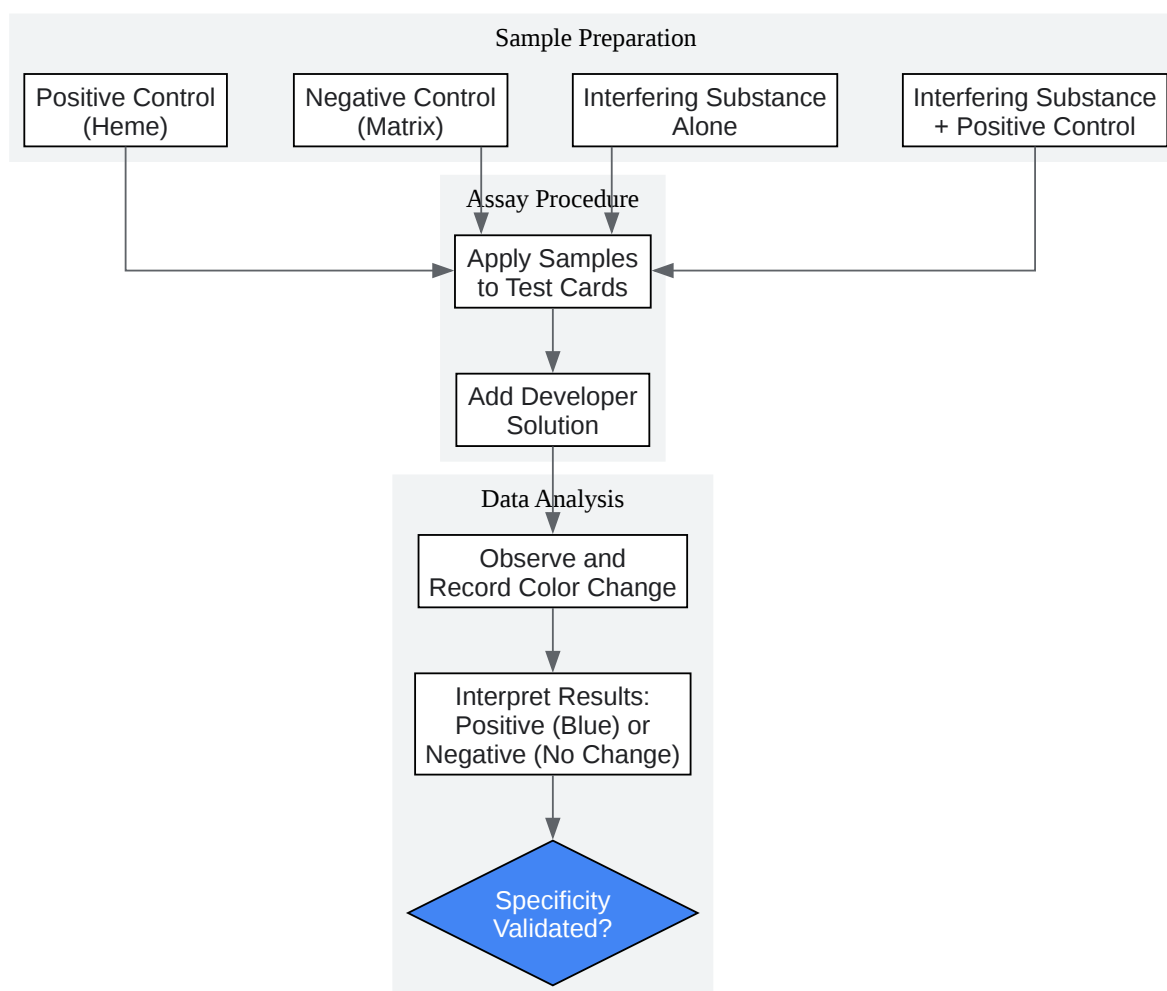 Sample Preparation
Positive Control
(Heme)
Negative Control
(Matrix)
Interfering Substance
Alone
Interfering Substance
+ Positive Control
Assay Procedure
Apply Samples
to Test Cards
Add Developer
Solution
Data Analysis
Observe and
Record Color Change
Interpret Results:
Positive (Blue) or
Negative (No Change)
Specificity
Validated?